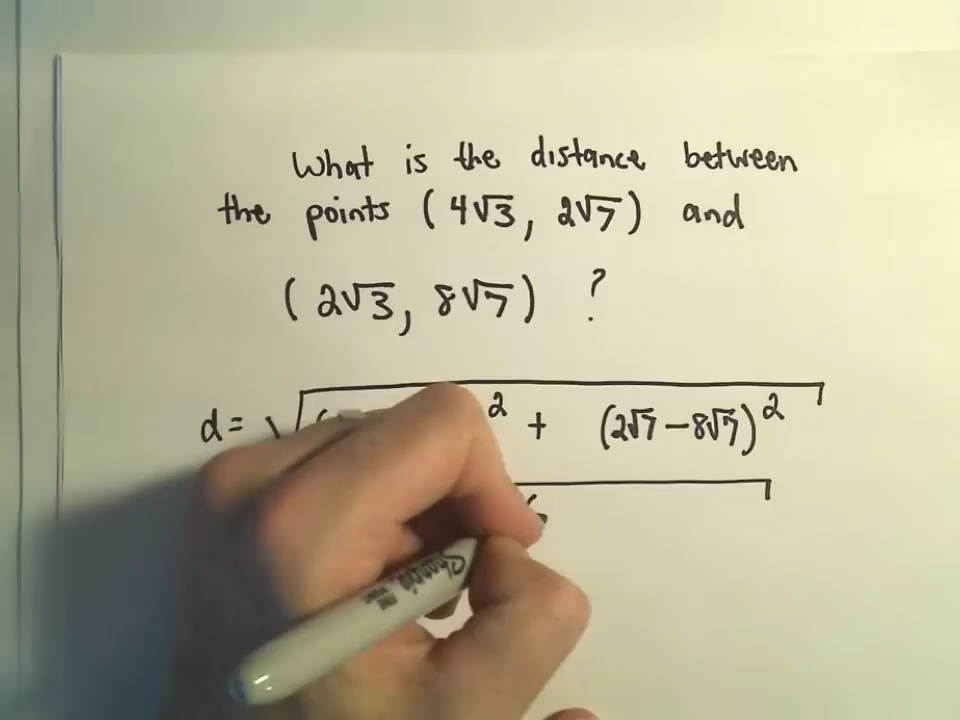 What is the distance between
the points (4√3, 2√7) and
(2√3, 8√7) ?
d = √( ² + (2√7 − 8√7)²
Sharpie